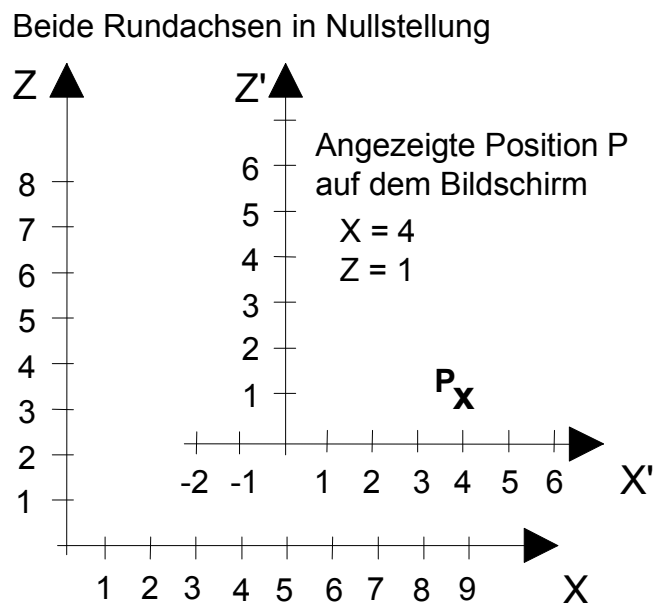 Beide Rundachsen in Nullstellung
Z
Z'
Angezeigte Position P
auf dem Bildschirm
X = 4
Z = 1
8
7
6
5
4
3
2
1
6
5
4
3
2
1
P
x
-2 -1 1 2 3 4 5 6
X'
1 2 3 4 5 6 7 8 9
X